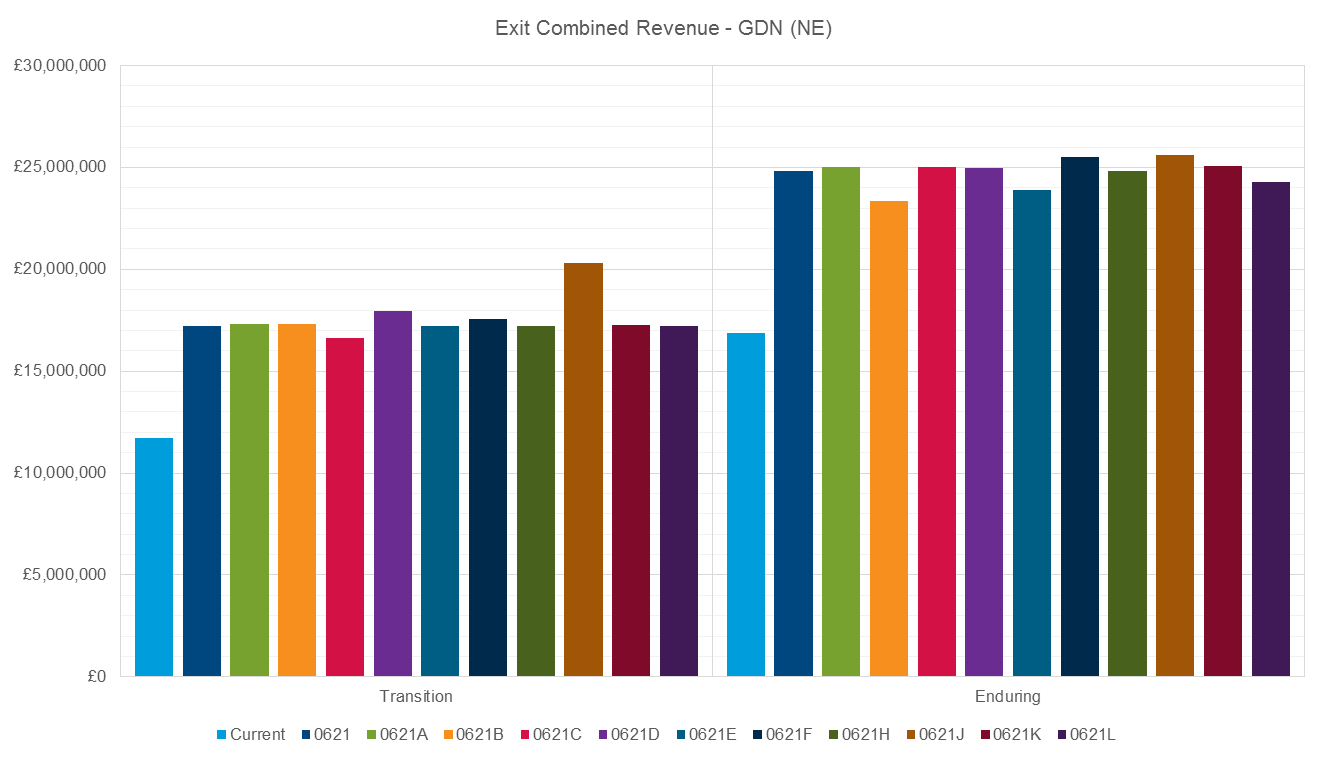 Exit Combined Revenue - GDN (NE)
£30,000,000
£25,000,000
£20,000,000
£15,000,000
£10,000,000
£5,000,000
£0
Transition Enduring
Current 0621 0621A 0621B 0621C 0621D 0621E 0621F 0621H 0621J 0621K 0621L